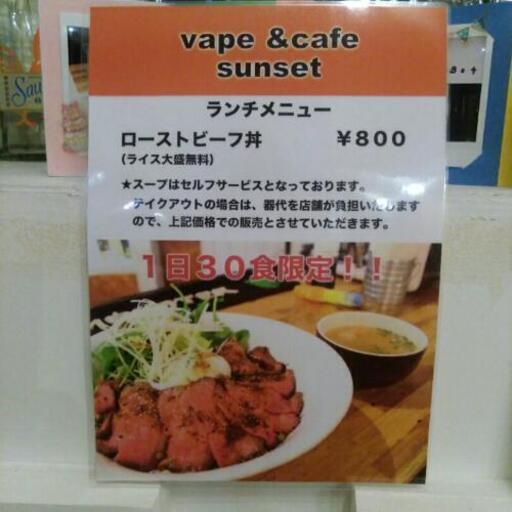 vape &cafe
sunset
ランチメニュー
ローストビーフ丼 ￥８００
(ライス大盛無料)
★スープはセルフサービスとなっております。
テイクアウトの場合は、器代を店舗が負担いたします
ので、上記価格での販売とさせていただきます。
１日３０食限定！！